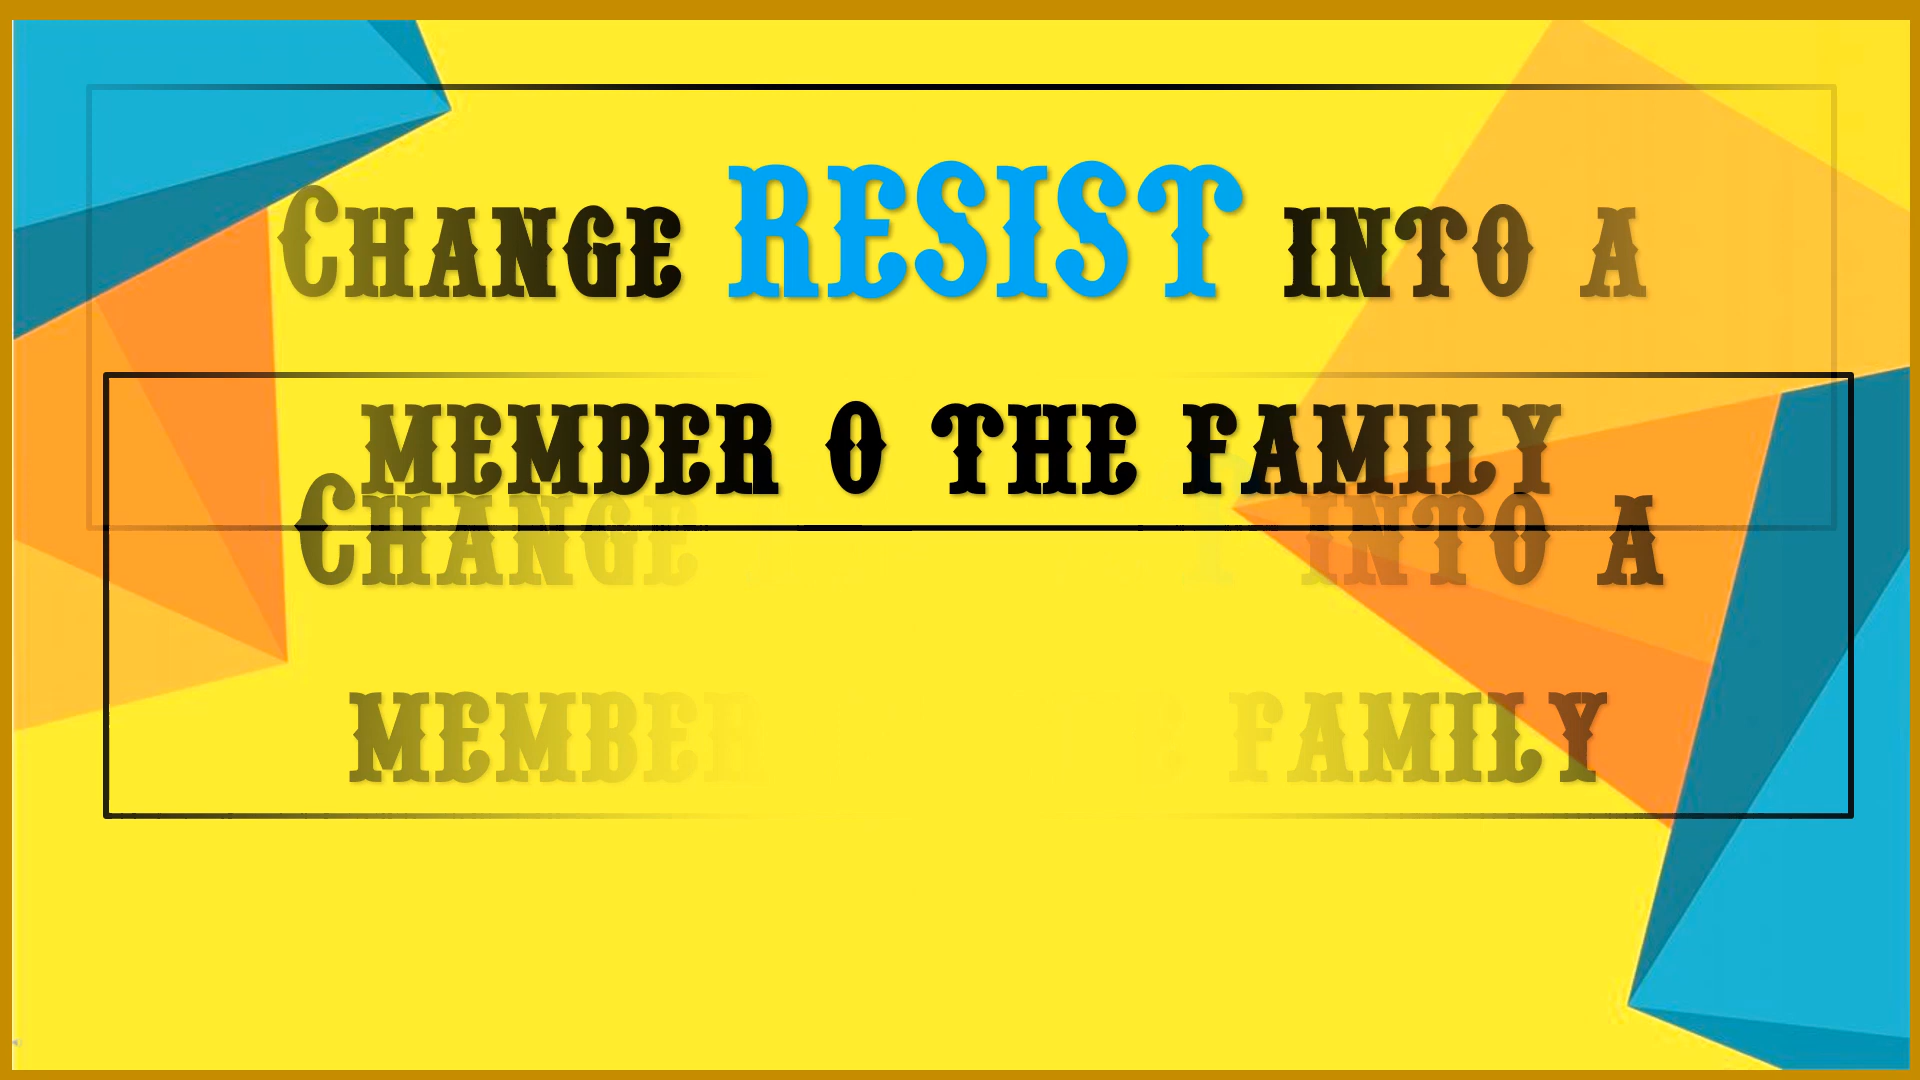 CHANGE RESIST INTO A
MEMBER O THE FAMILY
CHANGE INTO A
MEMBER FAMILY